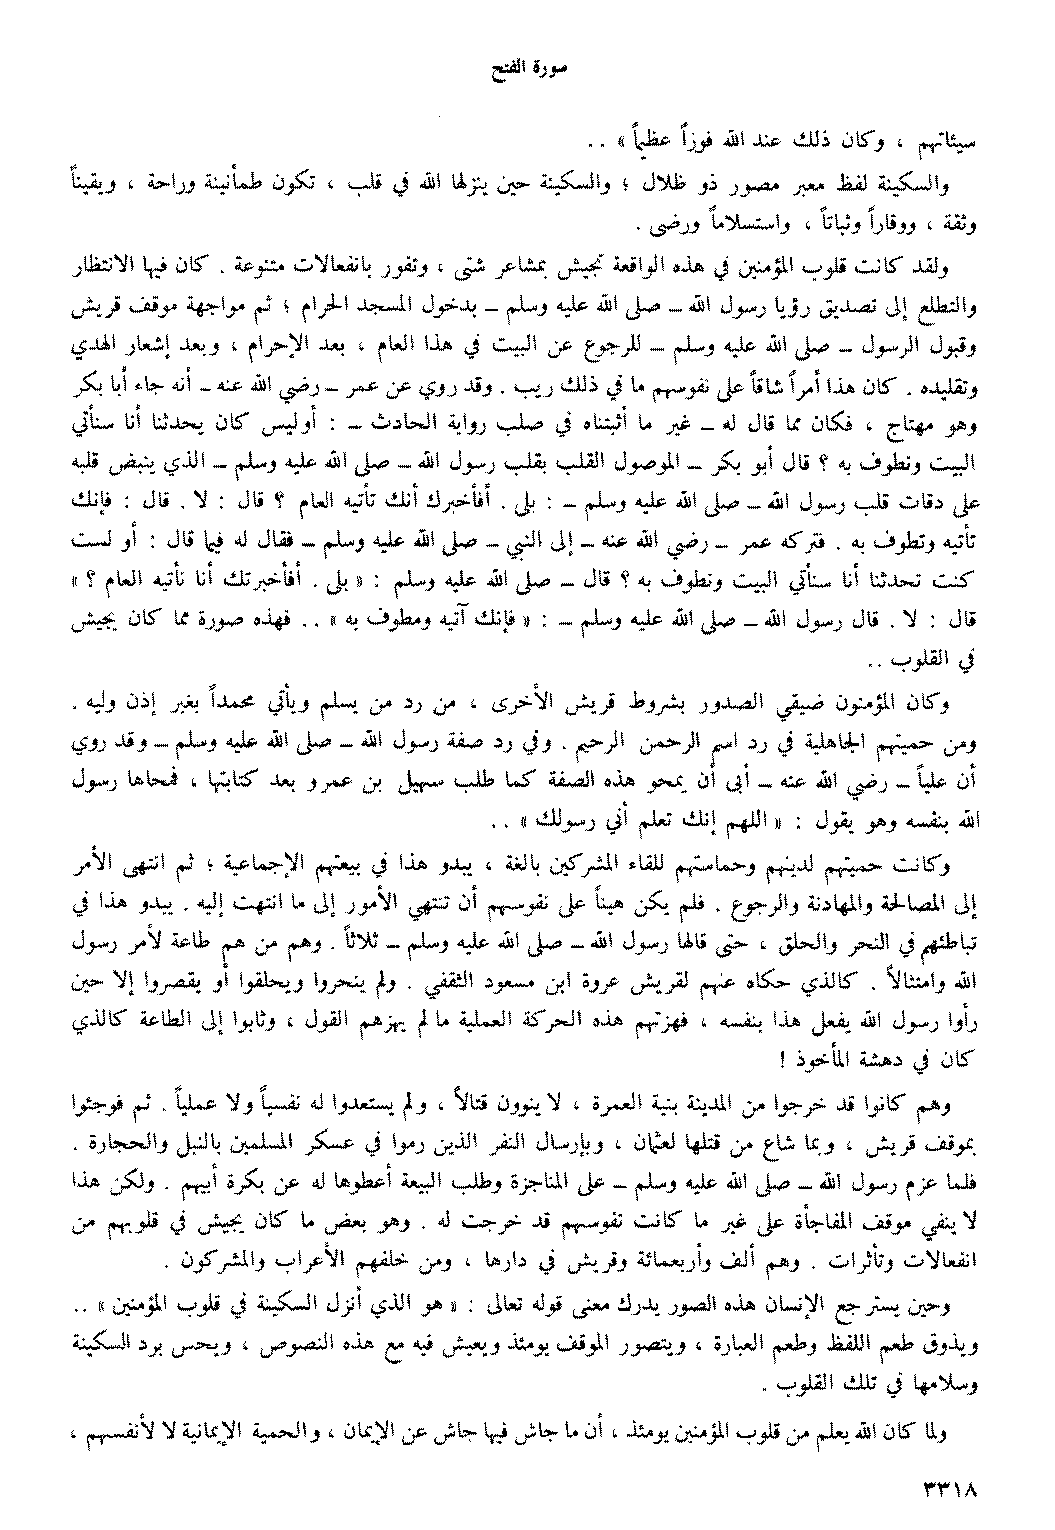 سورة الفتح
سيئاتهم ، وكان ذلك عند الله فوزاً عظيماً » . .
والسكينة لفظ معبر مصور ذو ظلال ؛ والسكينة حين ينزلها الله في قلب ، تكون طمأنينة وراحة ، ويقيناً
وثقة ، ووقاراً وثباتاً ، واستسلاماً ورضى .
ولقد كانت قلوب المؤمنين في هذه الواقعة تجيش بمشاعر شتى ، وتفور بانفعالات متنوعة . كان فيها الانتظار
والتطلع إلى تصديق رؤيا رسول الله – صلى الله عليه وسلم – بدخول المسجد الحرام ؛ ثم مواجهة موقف قريش
وقبول الرسول – صلى الله عليه وسلم – للرجوع عن البيت في هذا العام ، بعد الإحرام ، وبعد إشعار الهدي
وتقليده . كان هذا أمراً شاقاً على نفوسهم ما في ذلك ريب . وقد روي عن عمر – رضي الله عنه – أنه جاء أبا بكر
وهو مهتاج ، فكان مما قال له – غير ما أثبتناه في صلب رواية الحادث – : أوليس كان يحدثنا أنا سنأتي
البيت ونطوف به ؟ قال أبو بكر – الموصول القلب بقلب رسول الله – صلى الله عليه وسلم – الذي ينبض قلبه
على دقات قلب رسول الله – صلى الله عليه وسلم – : بلى . أفأخبرك أنك تأتيه العام ؟ قال : لا . قال : فإنك
تأتيه وتطوف به . فتركه عمر – رضي الله عنه – إلى النبي – صلى الله عليه وسلم – فقال له فيما قال : أو لست
كنت تحدثنا أنا سنأتي البيت ونطوف به ؟ قال – صلى الله عليه وسلم : « بلى . أفأخبرتك أنا نأتيه العام ؟ »
قال : لا . قال رسول الله – صلى الله عليه وسلم – : « فإنك آتيه ومطوف به » . . فهذه صورة مما كان يجيش
في القلوب . .
وكان المؤمنون ضيقي الصدور بشروط قريش الأخرى ، من رد من يسلم ويأتي محمداً بغير إذن وليه .
ومن حميتهم الجاهلية في رد اسم الرحمن الرحيم . وفي رد صفة رسول الله – صلى الله عليه وسلم – وقد روي
أن علياً – رضي الله عنه – أبى أن يمحو هذه الصفة كما طلب سهيل بن عمرو بعد كتابتها ، فمحاها رسول
الله بنفسه وهو يقول : « اللهم إنك تعلم أني رسولك » . .
وكانت حميتهم لدينهم وحماستهم للقاء المشركين بالغة ، يبدو هذا في بيعتهم الإجماعية ؛ ثم انتهى الأمر
إلى المصالحة والمهادنة والرجوع . فلم يكن هيناً على نفوسهم أن تنتهي الأمور إلى ما انتهت إليه . يبدو هذا في
تباطئهم في النحر والحلق ، حتى قالها رسول الله – صلى الله عليه وسلم – ثلاثاً . وهم من هم طاعة لأمر رسول
الله وامتثالاً . كالذي حكاه عنهم لقريش عروة ابن مسعود الثقفي . ولم ينحروا ويحلقوا أو يقصروا إلا حين
رأوا رسول الله يفعل هذا بنفسه ، فهزتهم هذه الحركة العملية ما لم يهزهم القول ، وثابوا إلى الطاعة كالذي
كان في دهشة المأخوذ !
وهم كانوا قد خرجوا من المدينة بنية العمرة ، لا ينوون قتالاً ، ولم يستعدوا له نفسياً ولا عملياً . ثم فوجئوا
بموقف قريش ، وبما شاع من قتلها لعثمان ، وبإرسال النفر الذين رموا في عسكر المسلمين بالنبل والحجارة .
فلما عزم رسول الله – صلى الله عليه وسلم – على المناجزة وطلب البيعة أعطوها له عن بكرة أبيهم . ولكن هذا
لا ينفي موقف المفاجأة على غير ما كانت نفوسهم قد خرجت له . وهو بعض ما كان يجيش في قلوبهم من
انفعالات وتأثرات . وهم ألف وأربعمائة وقريش في دارها ، ومن خلفهم الأعراب والمشركون .
وحين يسترجع الإنسان هذه الصور يدرك معنى قوله تعالى : « هو الذي أنزل السكينة في قلوب المؤمنين » . .
ويذوق طعم اللفظ وطعم العبارة ، ويتصور الموقف يومئذ ويعيش فيه مع هذه النصوص ، ويحس برد السكينة
وسلامها في تلك القلوب .
ولما كان الله يعلم من قلوب المؤمنين يومئذ ، أن ما جاش فيها جاش عن الإيمان ، والحمية الإيمانية لا لأنفسهم ،
٣٣١٨